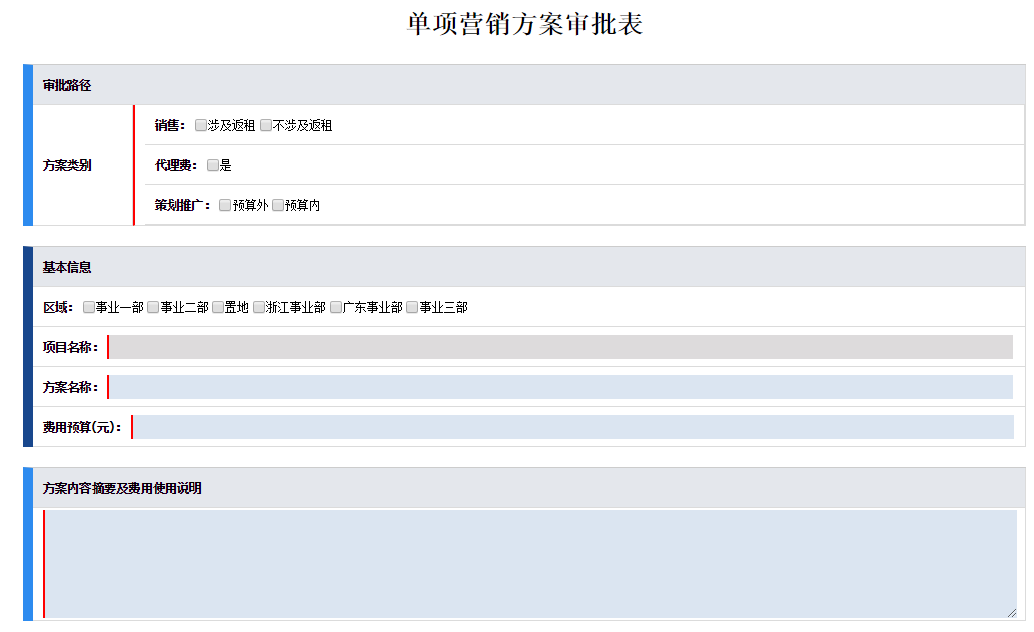 单项营销方案审批表
审批路径
方案类别
销售： 涉及返租 不涉及返租
代理费： 是
策划推广： 预算外 预算内
基本信息
区域： 事业一部 事业二部 置地 浙江事业部 广东事业部 事业三部
项目名称：
方案名称：
费用预算(元)：
方案内容摘要及费用使用说明